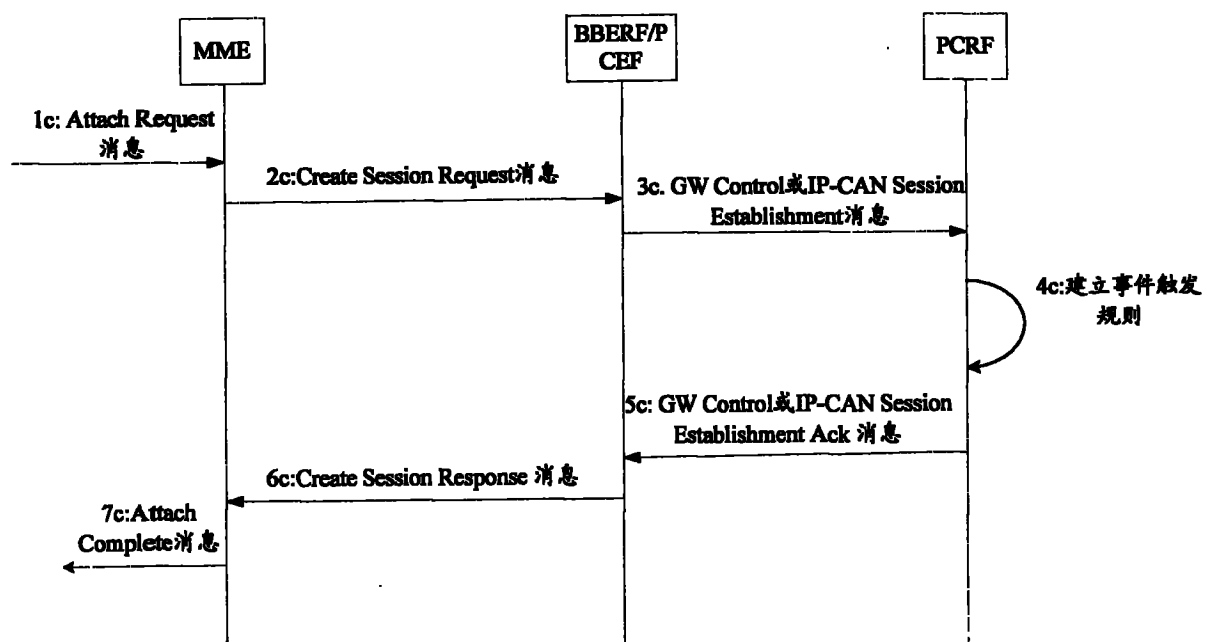 MME
BBERF/P
CEF
PCRF
1c: Attach Request
消息
2c:Create Session Request消息
3c. GW Control或IP-CAN Session
Establishment消息
4c:建立事件触发
规则
5c: GW Control或IP-CAN Session
Establishment Ack 消息
6c:Create Session Response 消息
7c:Attach
Complete消息